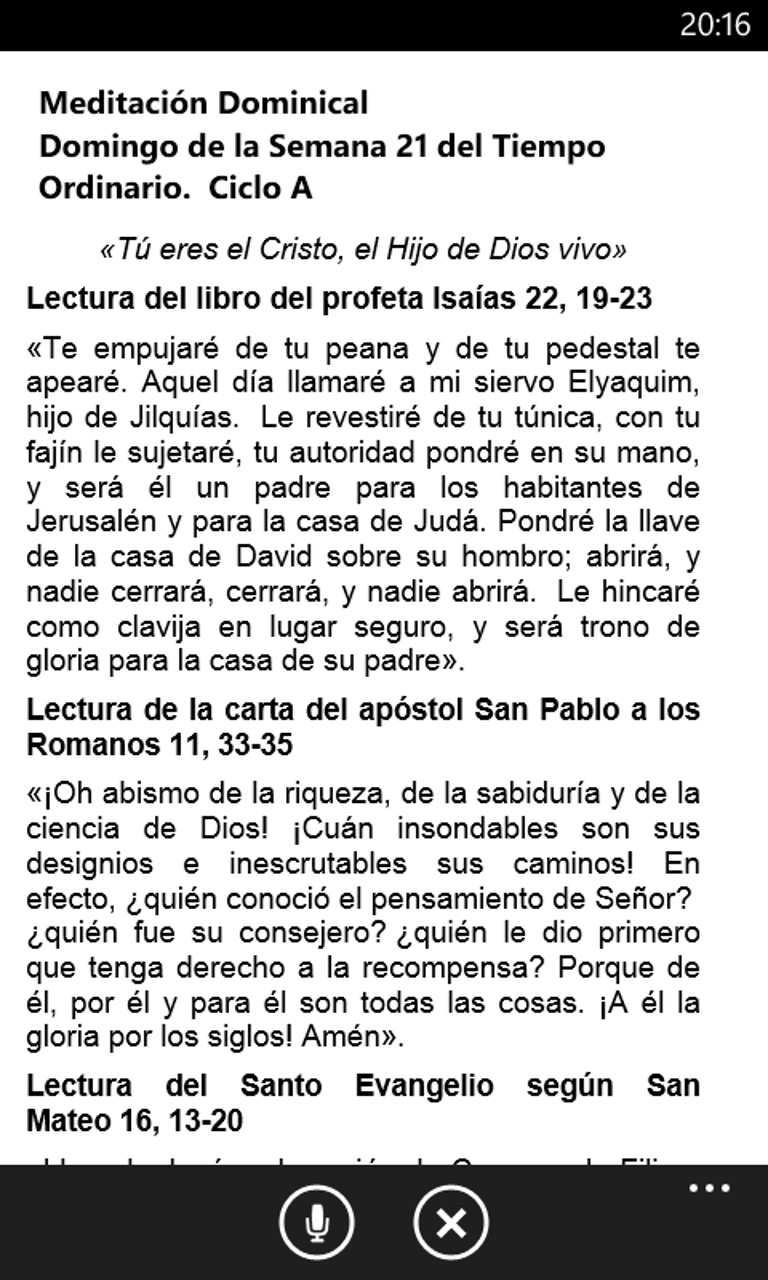 20:16
Meditación Dominical
Domingo de la Semana 21 del Tiempo
Ordinario.  Ciclo A
«Tú eres el Cristo, el Hijo de Dios vivo»
Lectura del libro del profeta Isaías 22, 19-23
«Te empujaré de tu peana y de tu pedestal te
apearé. Aquel día llamaré a mi siervo Elyaquim,
hijo de Jilquías.  Le revestiré de tu túnica, con tu
fajín le sujetaré, tu autoridad pondré en su mano,
y será él un padre para los habitantes de
Jerusalén y para la casa de Judá. Pondré la llave
de la casa de David sobre su hombro; abrirá, y
nadie cerrará, cerrará, y nadie abrirá.  Le hincaré
como clavija en lugar seguro, y será trono de
gloria para la casa de su padre».
Lectura de la carta del apóstol San Pablo a los
Romanos 11, 33-35
«¡Oh abismo de la riqueza, de la sabiduría y de la
ciencia de Dios! ¡Cuán insondables son sus
designios e inescrutables sus caminos! En
efecto, ¿quién conoció el pensamiento de Señor?
¿quién fue su consejero? ¿quién le dio primero
que tenga derecho a la recompensa? Porque de
él, por él y para él son todas las cosas. ¡A él la
gloria por los siglos! Amén».
Lectura del Santo Evangelio según San
Mateo 16, 13-20